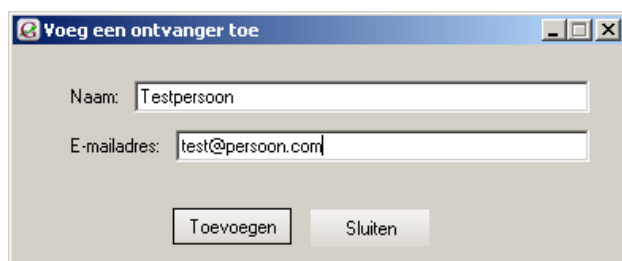 Voeg een ontvanger toe
Naam: Testpersoon
E-mailadres: test@persoon.com
Toevoegen Sluiten